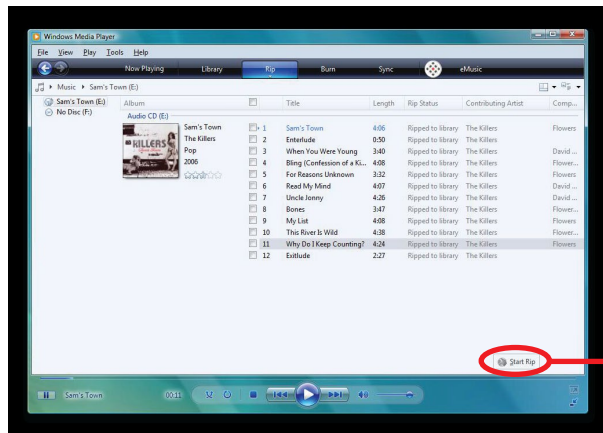 Windows Media Player
File View Play Tools Help
Now Playing Library Rip Burn Sync eMusic
Music Sam's Town (E:)
Sam's Town (E:)
No Disc (F:)
Album Title Length Rip Status Contributing Artist Comp...
Audio CD (E:)
KILLERS
Sam's Town
The Killers
Pop
2006
1 Sam's Town 4:06 Ripped to library The Killers Flowers
2 Enterlude 0:50 Ripped to library The Killers
3 When You Were Young 3:40 Ripped to library The Killers David ...
4 Bling (Confession of a Ki... 4:08 Ripped to library The Killers Flower...
5 For Reasons Unknown 3:32 Ripped to library The Killers Flowers
6 Read My Mind 4:07 Ripped to library The Killers David ...
7 Uncle Jonny 4:26 Ripped to library The Killers David ...
8 Bones 3:47 Ripped to library The Killers Flower...
9 My List 4:08 Ripped to library The Killers Flowers
10 This River Is Wild 4:38 Ripped to library The Killers Flower...
11 Why Do I Keep Counting? 4:24 Ripped to library The Killers Flowers
12 Exitlude 2:27 Ripped to library The Killers
Start Rip
Sam's Town 00:11